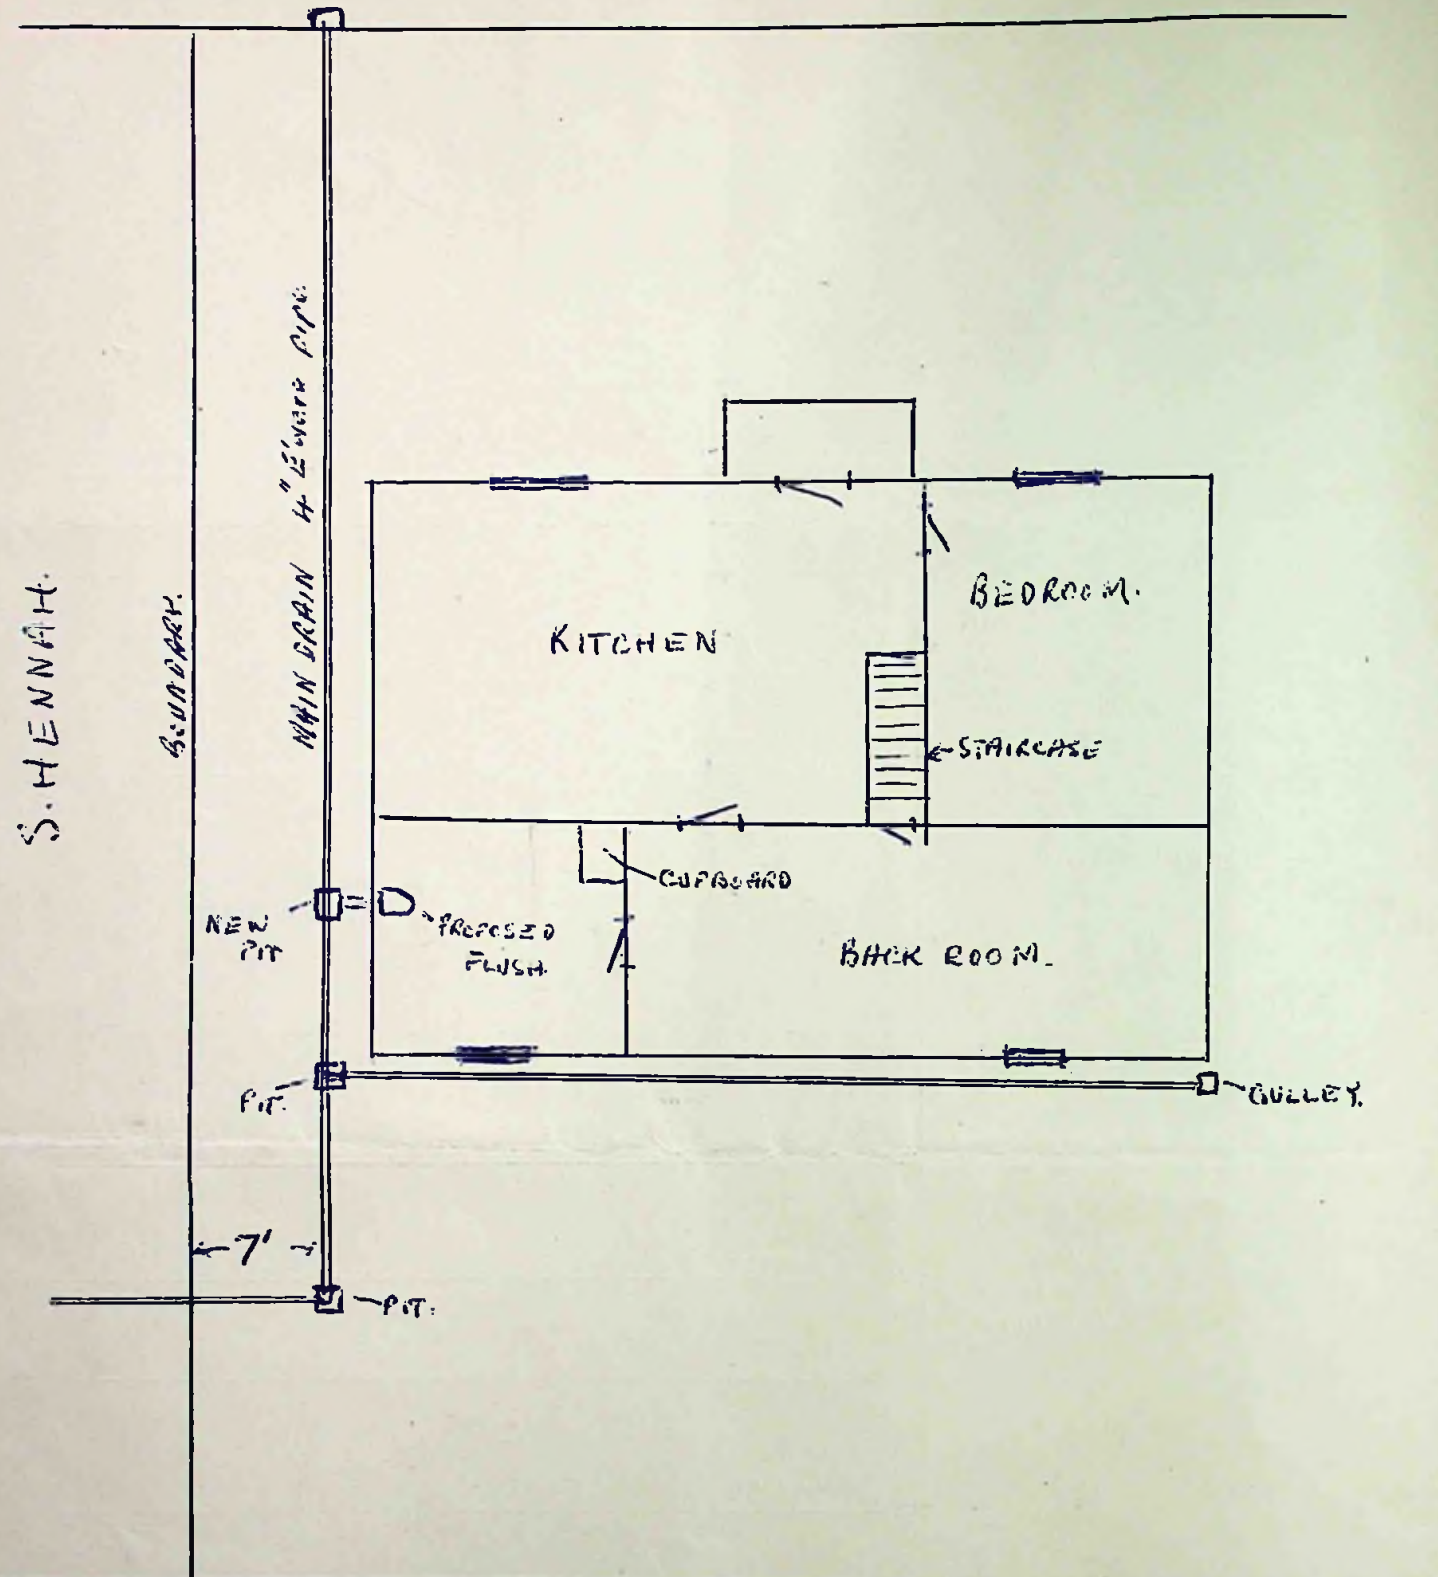 S. HENNAH.
BOUNDARY.
MAIN DRAIN 4" E'ware pipe.
KITCHEN
BEDROOM.
STAIRCASE
CUPBOARD
NEW
PIT
PROPOSED
FLUSH.
BACK ROOM.
PIT.
GULLEY.
7'
PIT.